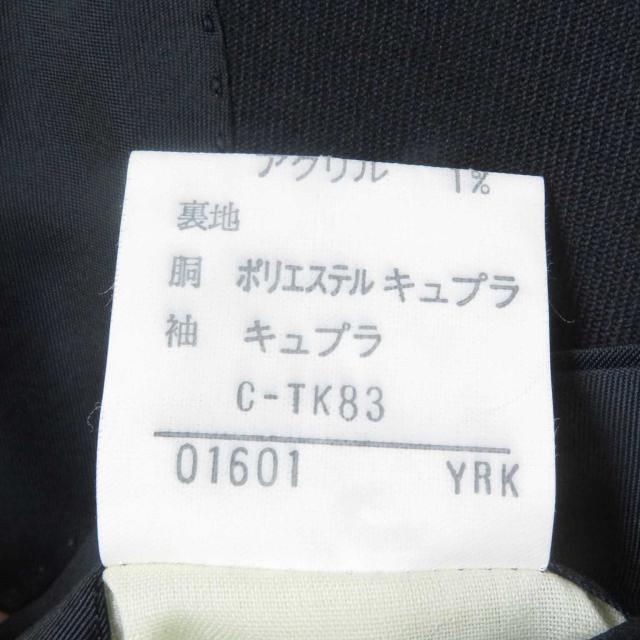 アクリル 1%
裏地
胴 ポリエステル キュプラ
袖 キュプラ
C-TK83
01601 YRK